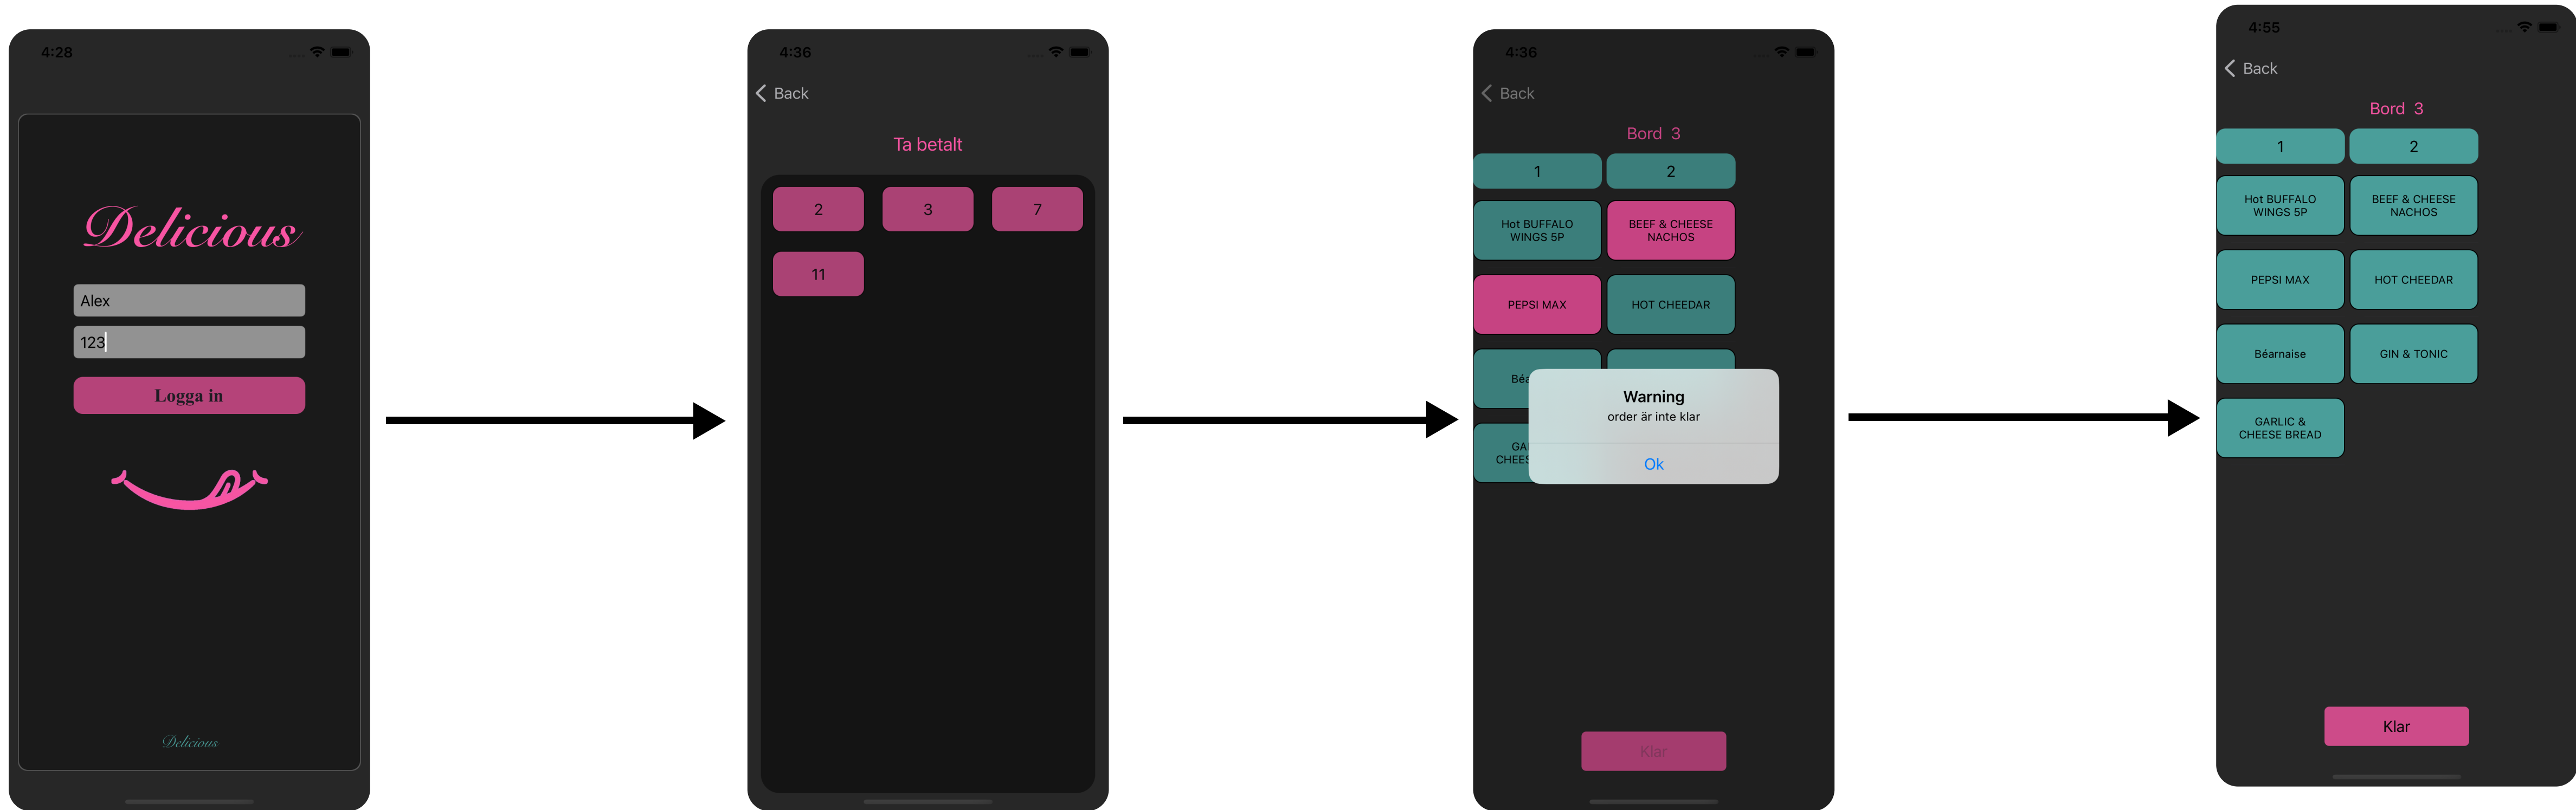 4:28
Delicious
Alex
123
Logga in
Delicious
4:36
Back
Ta betalt
2 3 7
11
4:36
Back
Bord 3
1 2
Hot BUFFALO
WINGS 5P
BEEF & CHEESE
NACHOS
PEPSI MAX
HOT CHEEDAR
Béa
GA
CHEES
Warning
order är inte klar
Ok
Klar
4:55
Back
Bord 3
1 2
Hot BUFFALO
WINGS 5P
BEEF & CHEESE
NACHOS
PEPSI MAX
HOT CHEEDAR
Béarnaise
GIN & TONIC
GARLIC &
CHEESE BREAD
Klar